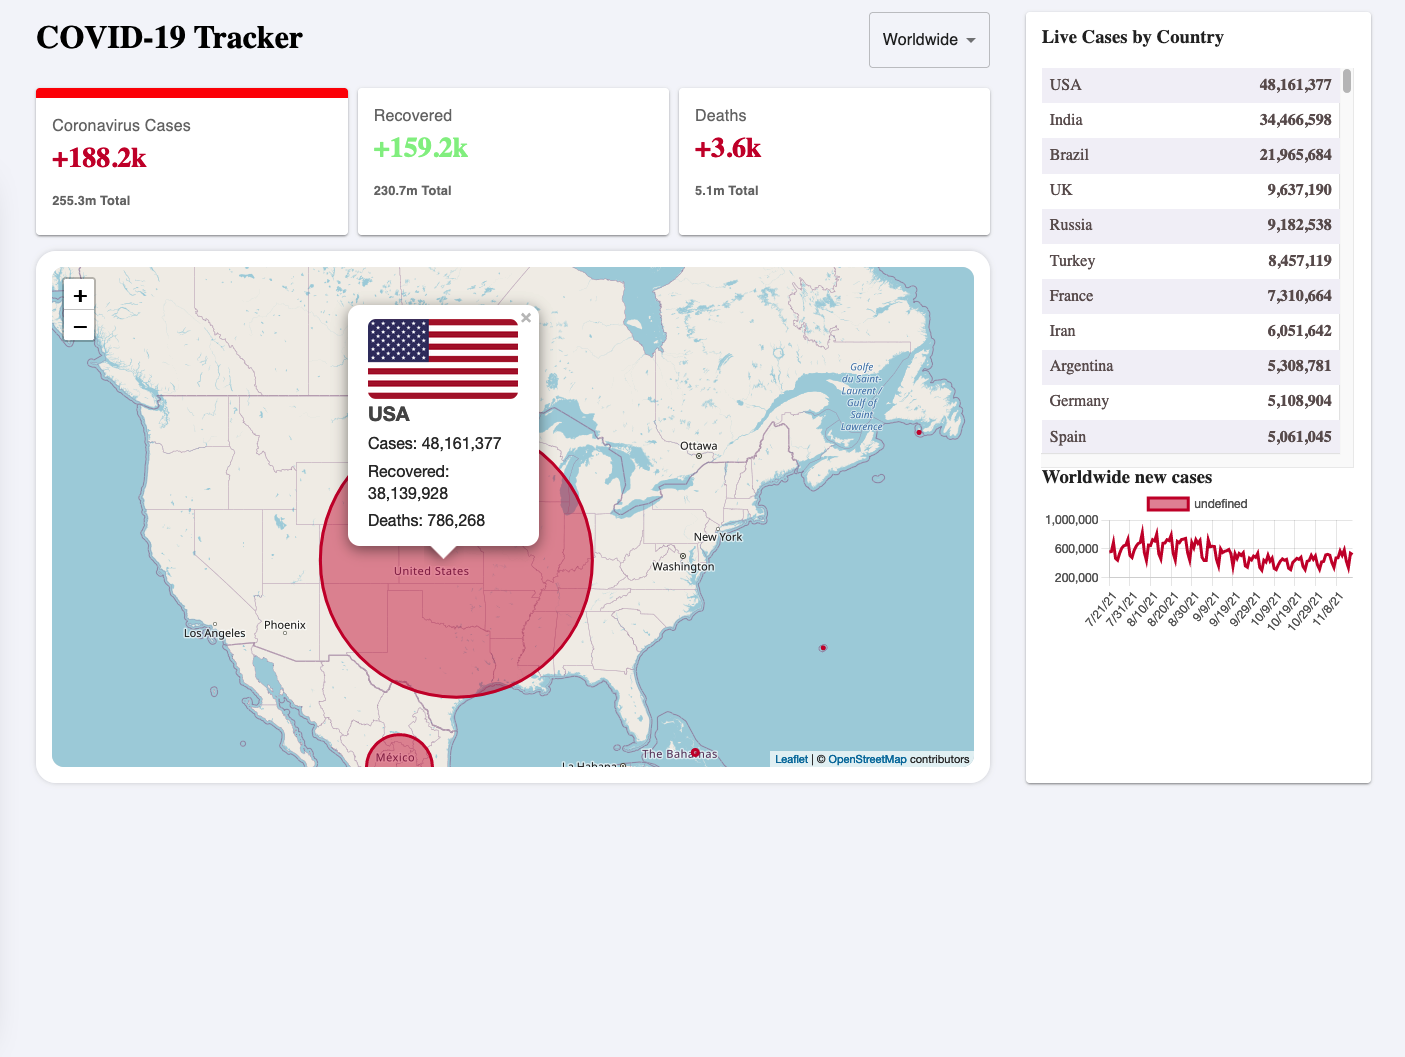 COVID-19 Tracker
Worldwide
Coronavirus Cases
+188.2k
255.3m Total
Recovered
+159.2k
230.7m Total
Deaths
+3.6k
5.1m Total
+
−
×
USA
Cases: 48,161,377
Recovered:
38,139,928
Deaths: 786,268
Golfe
du Saint-
Laurent /
Gulf of
Saint
Lawrence
Ottawa
New York
Washington
United States
Los Angeles
Phoenix
México
The Bahamas
La Habana
Leaflet | © OpenStreetMap contributors
Live Cases by Country
USA 48,161,377
India 34,466,598
Brazil 21,965,684
UK 9,637,190
Russia 9,182,538
Turkey 8,457,119
France 7,310,664
Iran 6,051,642
Argentina 5,308,781
Germany 5,108,904
Spain 5,061,045
Worldwide new cases
undefined
1,000,000
600,000
200,000
7/21/21
7/31/21
8/10/21
8/20/21
8/30/21
9/9/21
9/19/21
9/29/21
10/9/21
10/19/21
10/29/21
11/8/21